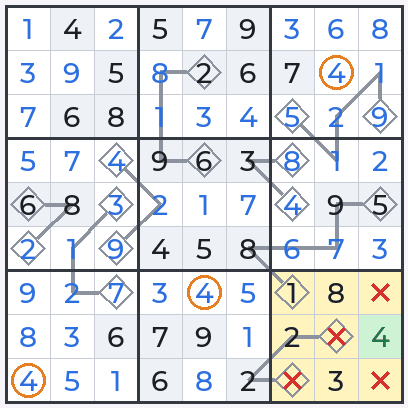 1 4 2 5 7 9 3 6 8
3 9 5 8 2 6 7 4 1
7 6 8 1 3 4 5 2 9
5 7 4 9 6 3 8 1 2
6 8 3 2 1 7 4 9 5
2 1 9 4 5 8 6 7 3
9 2 7 3 4 5 1 8
8 3 6 7 9 1 2 4
4 5 1 6 8 2 3